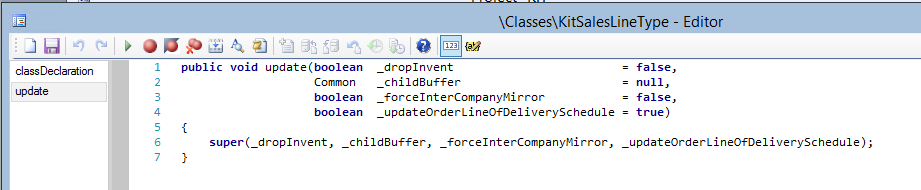 \Classes\KitSalesLineType - Editor
123
classDeclaration
update
1 public void update(boolean _dropInvent = false,
2 Common _childBuffer = null,
3 boolean _forceInterCompanyMirror = false,
4 boolean _updateOrderLineOfDeliverySchedule = true)
5 {
6 super(_dropInvent, _childBuffer, _forceInterCompanyMirror, _updateOrderLineOfDeliverySchedule);
7 }